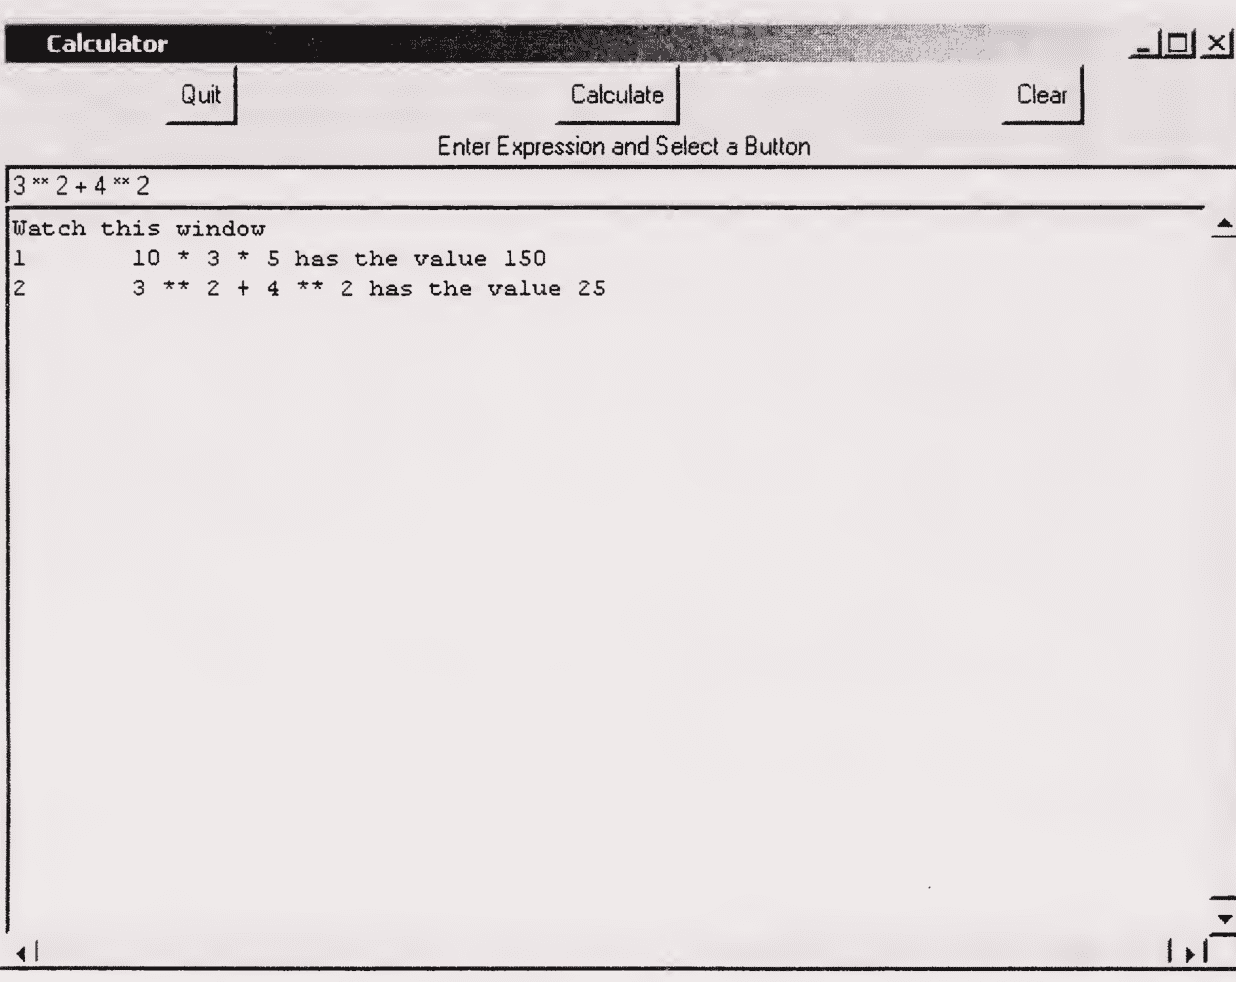 Calculator
Quit Calculate Clear
Enter Expression and Select a Button
3 ** 2 + 4 ** 2
Watch this window
1 10 * 3 * 5 has the value 150
2 3 ** 2 + 4 ** 2 has the value 25